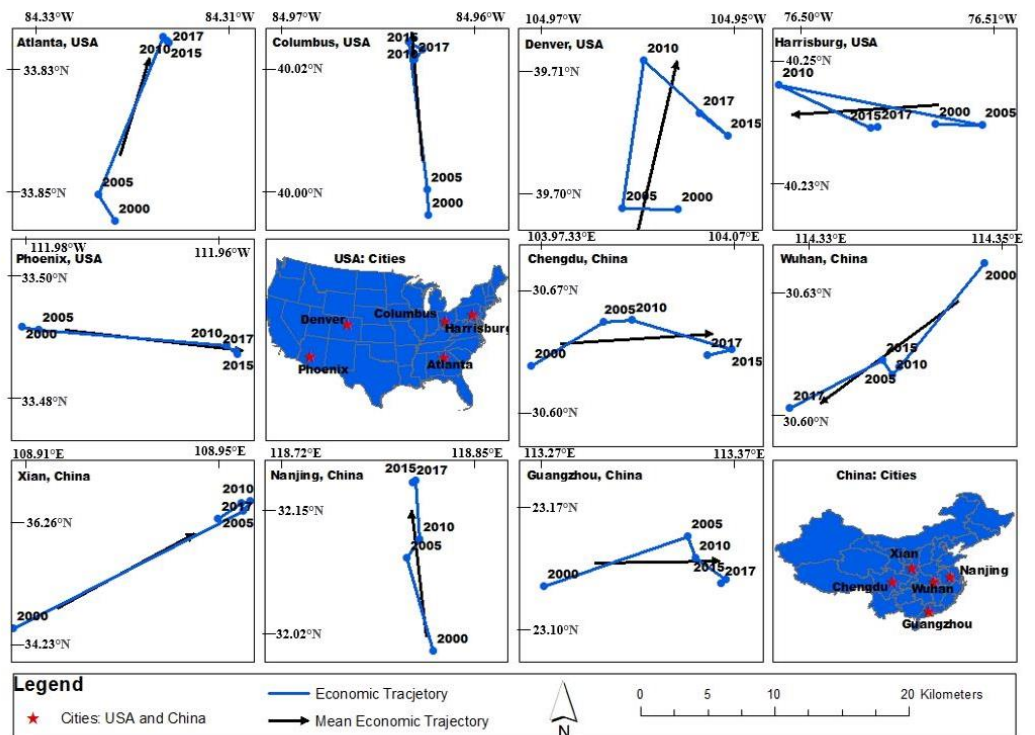 84.33°W 84.31°W
Atlanta, USA
2017
2010
2015
33.83°N
2005
33.85°N
2000
84.97°W 84.96°W
Columbus, USA
2015
2017
2010
40.02°N
2005
40.00°N
2000
104.97°W 104.95°W
Denver, USA
2010
39.71°N
2017
2015
39.70°N
2005
2000
76.50°W 76.51°W
Harrisburg, USA
40.25°N
2010
2000
2005
2015
2017
40.23°N
111.98°W 111.96°W
Phoenix, USA
33.50°N
2005
2000
2010
2017
2015
33.48°N
USA: Cities
Denver
Columbus
Harrisburg
Phoenix
Atlanta
103.97.33°E 104.07°E
Chengdu, China
30.67°N
2005
2010
2017
2000
2015
30.60°N
114.33°E 114.35°E
Wuhan, China
2000
30.63°N
2015
2005
2010
2017
30.60°N
108.91°E 108.95°E
Xian, China
2010
2017
36.26°N
2005
2000
34.23°N
118.72°E 118.85°E
Nanjing, China
2015
2017
32.15°N
2010
2005
32.02°N
2000
113.27°E 113.37°E
Guangzhou, China
23.17°N
2005
2010
2015
2017
2000
23.10°N
China: Cities
Xian
Nanjing
Chengdu
Wuhan
Guangzhou
Legend
Economic Tracjetory
Cities: USA and China
Mean Economic Trajectory
N
0 5 10 20 Kilometers